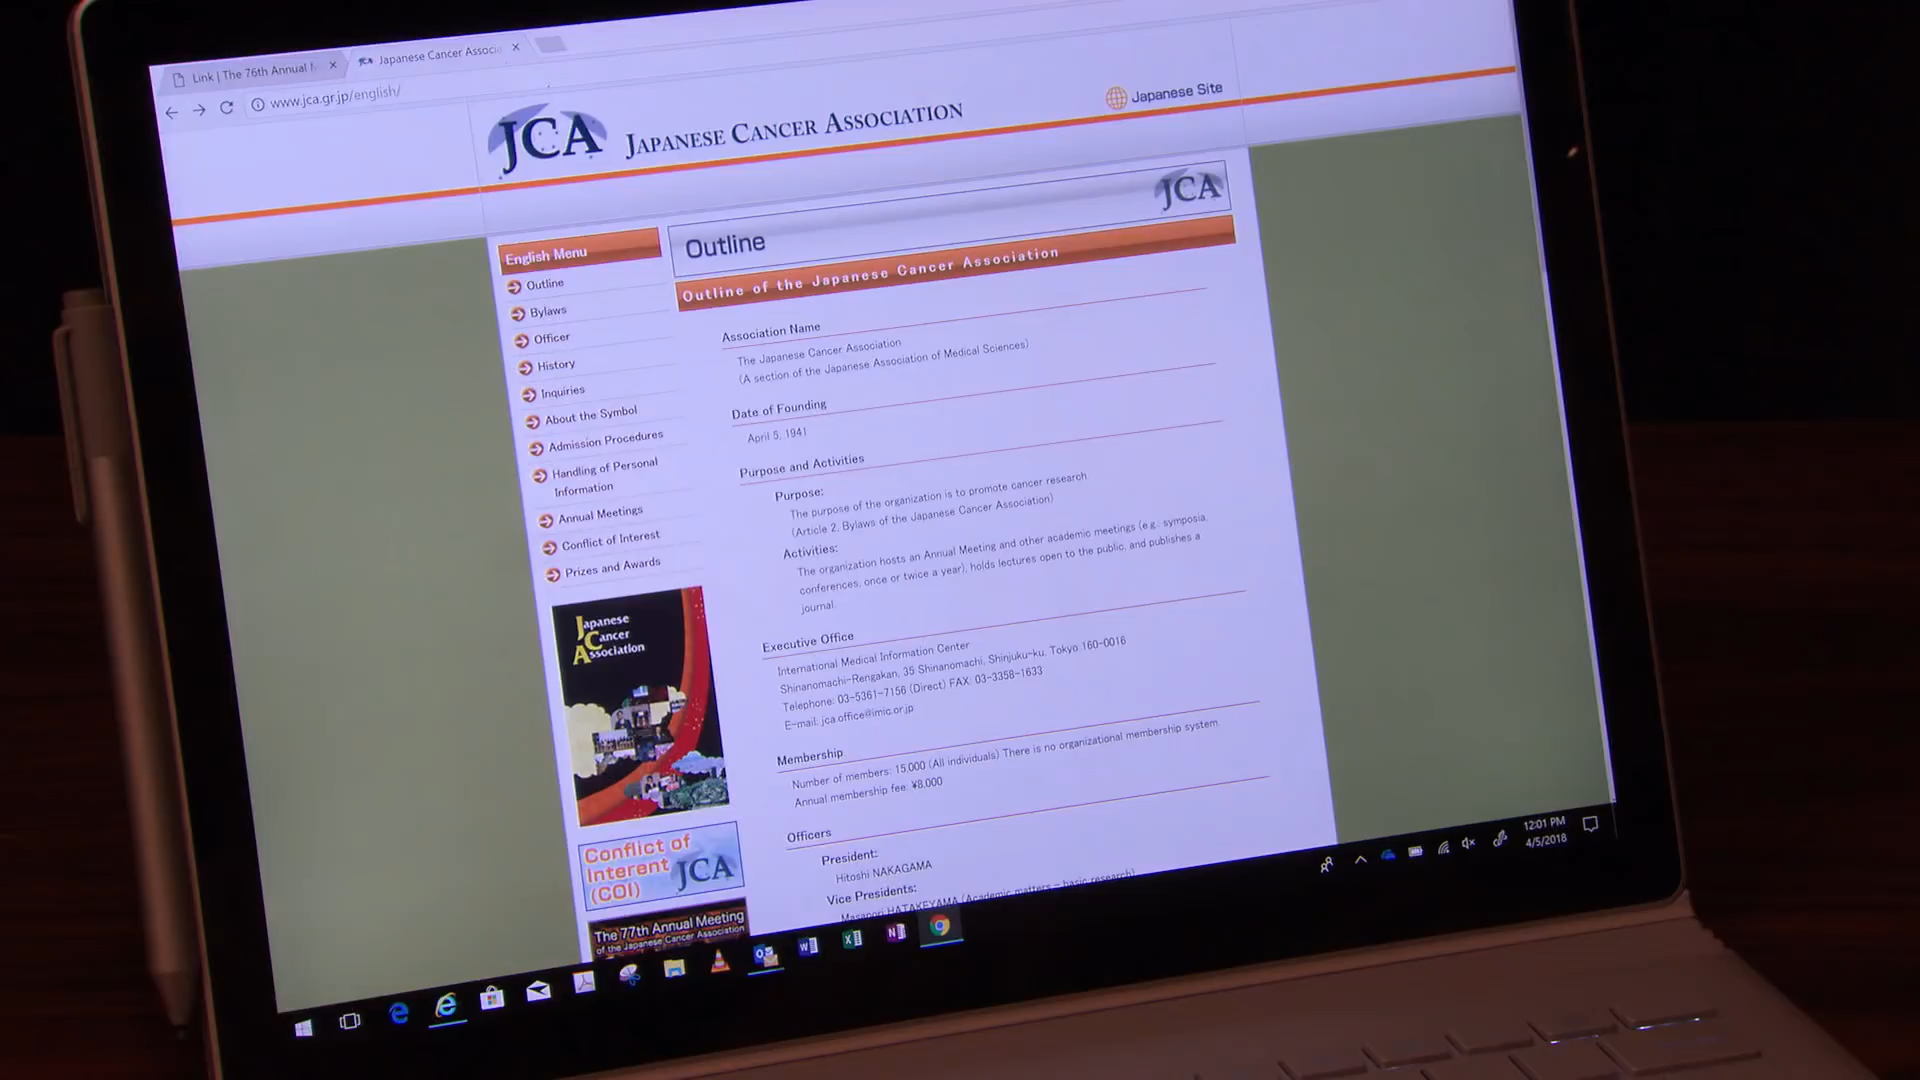 Link | The 76th Annual
Japanese Cancer Associ
www.jca.gr.jp/english/
JCA JAPANESE CANCER ASSOCIATION
Japanese Site
JCA
Outline
Outline of the Japanese Cancer Association
English Menu
Outline
Bylaws
Officer
History
Inquiries
About the Symbol
Admission Procedures
Handling of Personal
Information
Annual Meetings
Conflict of Interest
Prizes and Awards
Japanese
Cancer
Association
Conflict of
Interent
(COI)
JCA
The 77th Annual Meeting
of the Japanese Cancer Association
Association Name
The Japanese Cancer Association
(A section of the Japanese Association of Medical Sciences)
Date of Founding
April 5, 1941
Purpose and Activities
Purpose:
The purpose of the organization is to promote cancer research
(Article 2, Bylaws of the Japanese Cancer Association)
Activities:
The organization hosts an Annual Meeting and other academic meetings (e.g.: symposia,
conferences, once or twice a year), holds lectures open to the public, and publishes a
journal.
Executive Office
International Medical Information Center
Shinanomachi-Rengakan, 35 Shinanomachi, Shinjuku-ku, Tokyo 160-0016
Telephone: 03-5361-7156 (Direct) FAX: 03-3358-1633
E-mail: jca.office@imic.or.jp
Membership
Number of members: 15,000 (All individuals) There is no organizational membership system.
Annual membership fee: ¥8,000
Officers
President:
Hitoshi NAKAGAMA
Vice Presidents:
Masanori HATAKEYAMA (Academic matters - basic research)
12:01 PM
4/5/2018